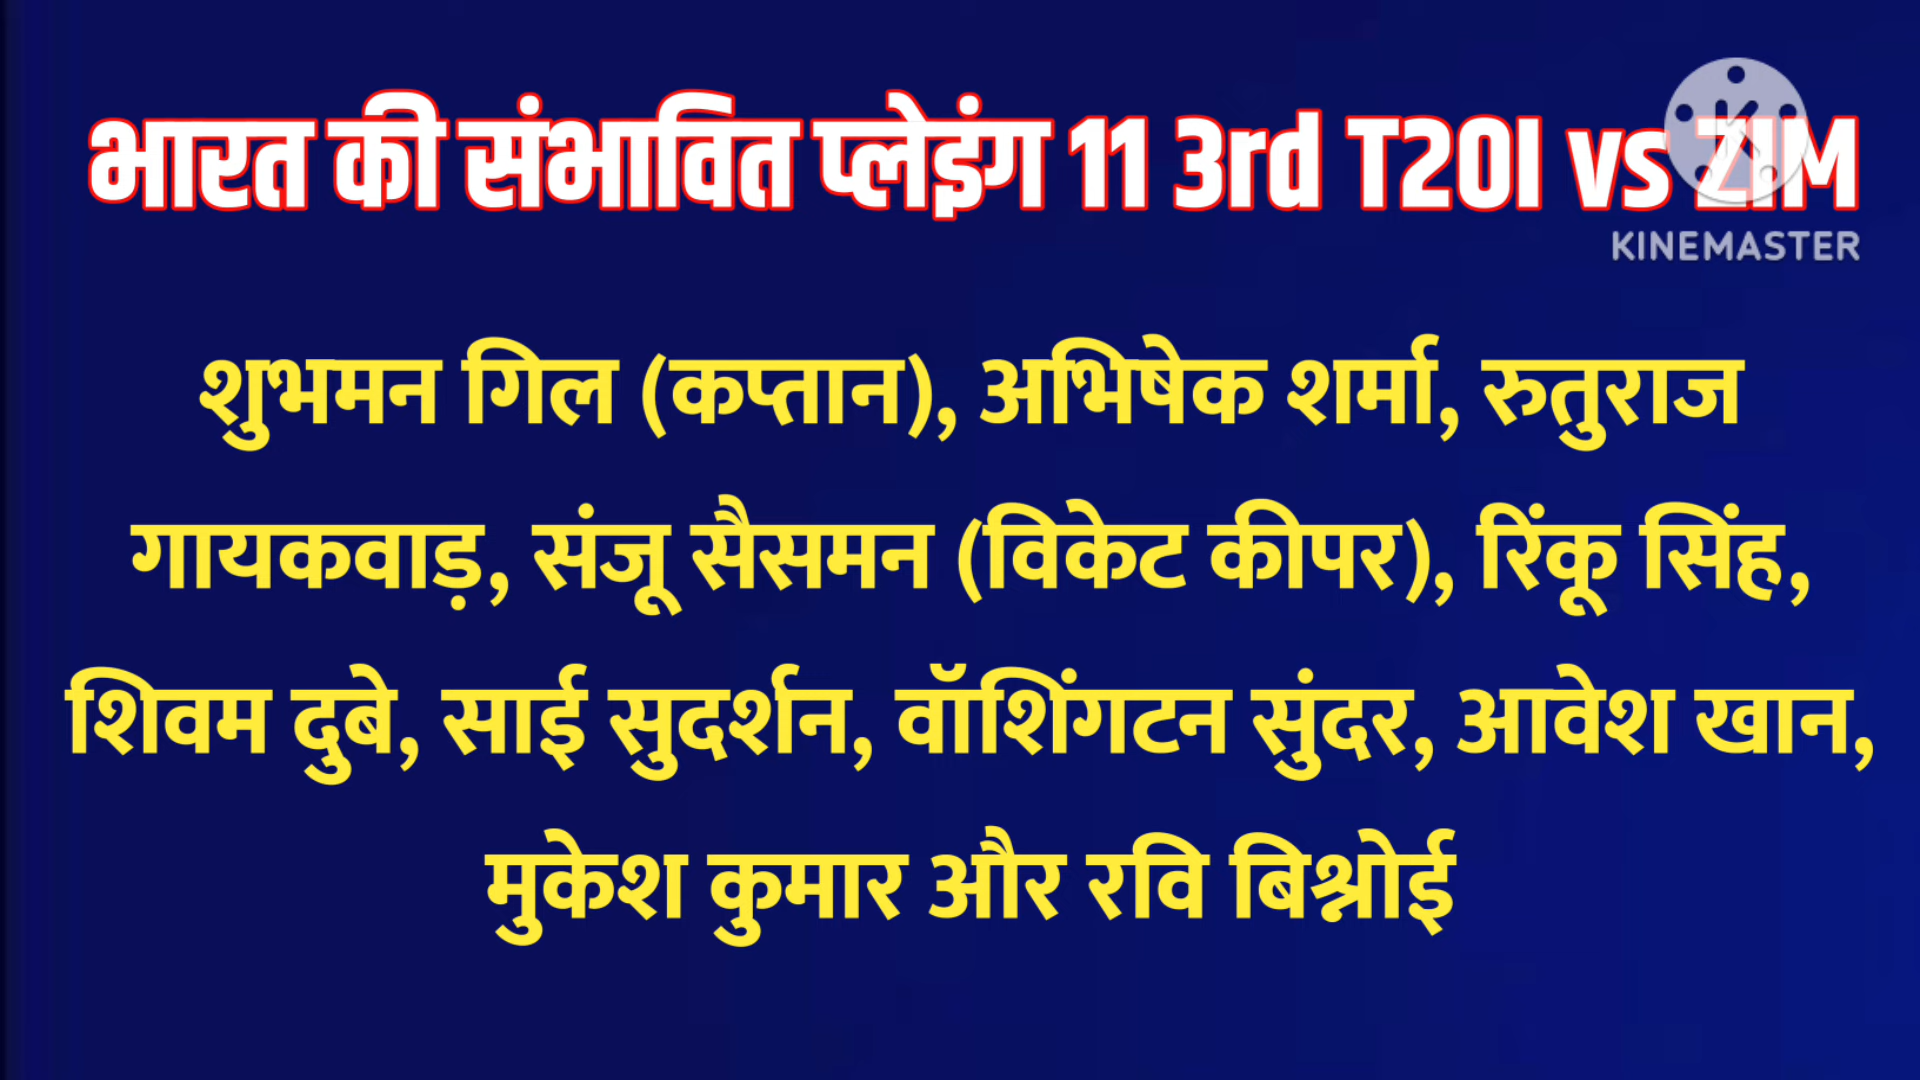 भारत की संभावित प्लेइंग 11 3rd T20I vs ZIM
KINEMASTER
शुभमन गिल (कप्तान), अभिषेक शर्मा, रुतुराज
गायकवाड़, संजू सैसमन (विकेट कीपर), रिंकू सिंह,
शिवम दुबे, साई सुदर्शन, वॉशिंगटन सुंदर, आवेश खान,
मुकेश कुमार और रवि बिश्नोई